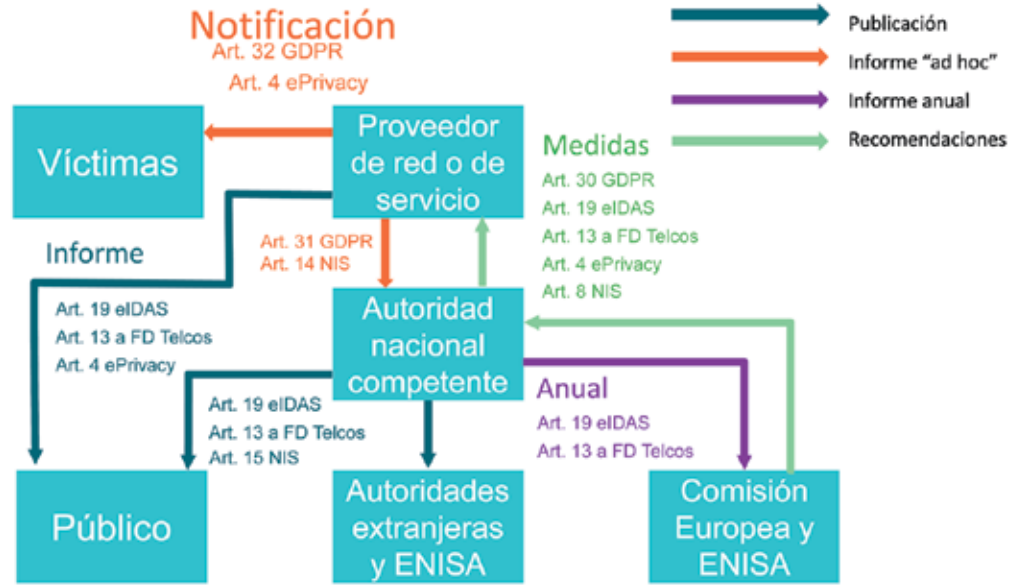 Notificación
Art. 32 GDPR
Art. 4 ePrivacy
Publicación
Informe "ad hoc"
Informe anual
Recomendaciones
Víctimas
Proveedor
de red o de
servicio
Medidas
Art. 30 GDPR
Art. 19 eIDAS
Art. 13 a FD Telcos
Art. 4 ePrivacy
Art. 8 NIS
Informe
Art. 19 eIDAS
Art. 13 a FD Telcos
Art. 4 ePrivacy
Art. 31 GDPR
Art. 14 NIS
Autoridad
nacional
competente
Art. 19 eIDAS
Art. 13 a FD Telcos
Art. 15 NIS
Anual
Art. 19 eIDAS
Art. 13 a FD Telcos
Público
Autoridades
extranjeras
y ENISA
Comisión
Europea y
ENISA